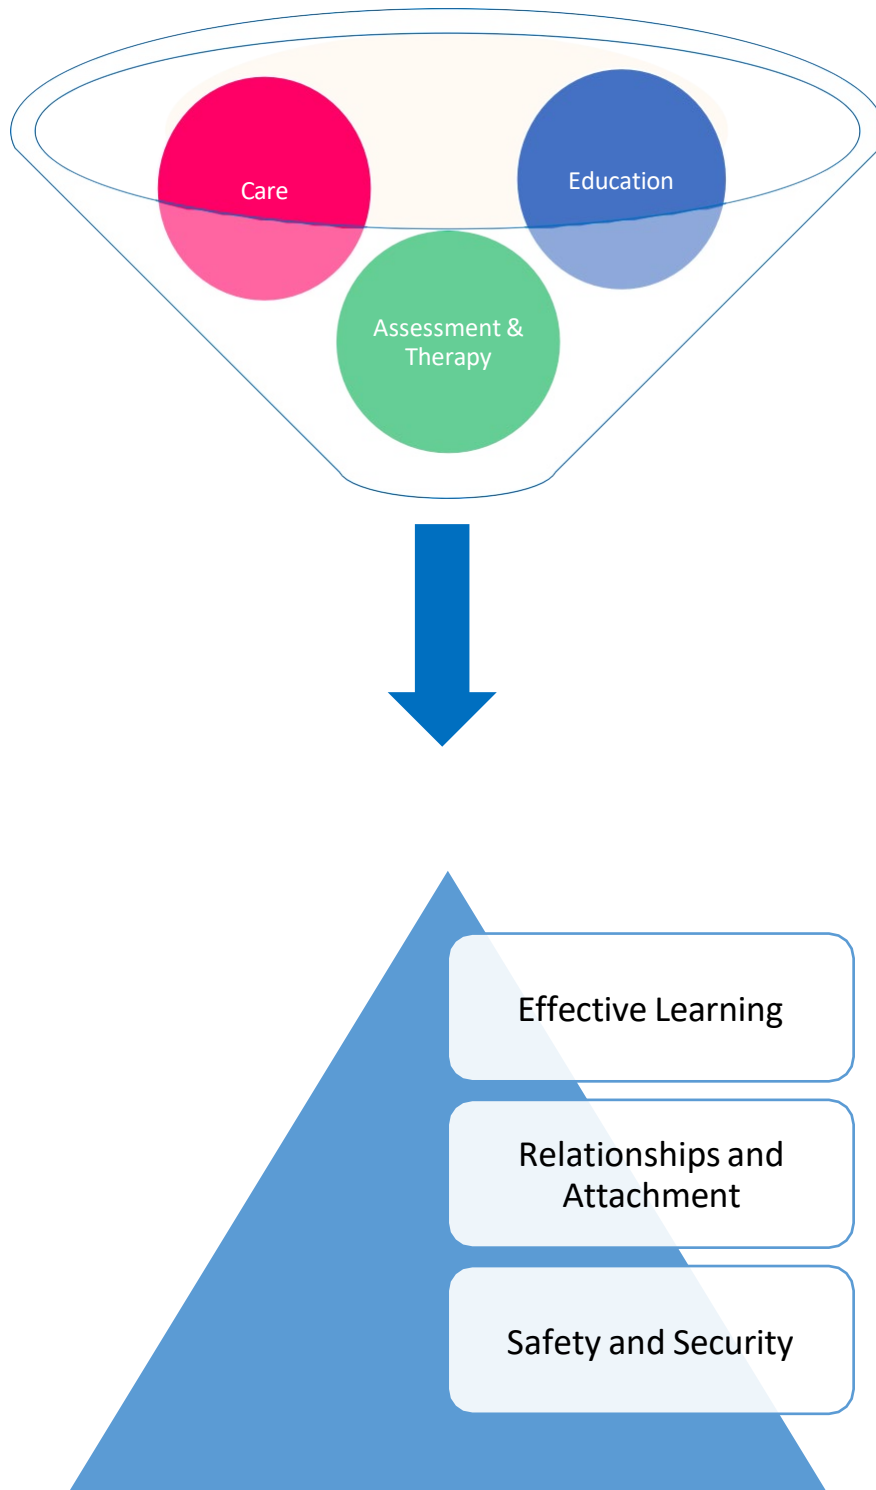 Care
Education
Assessment &
Therapy
Effective Learning
Relationships and
Attachment
Safety and Security